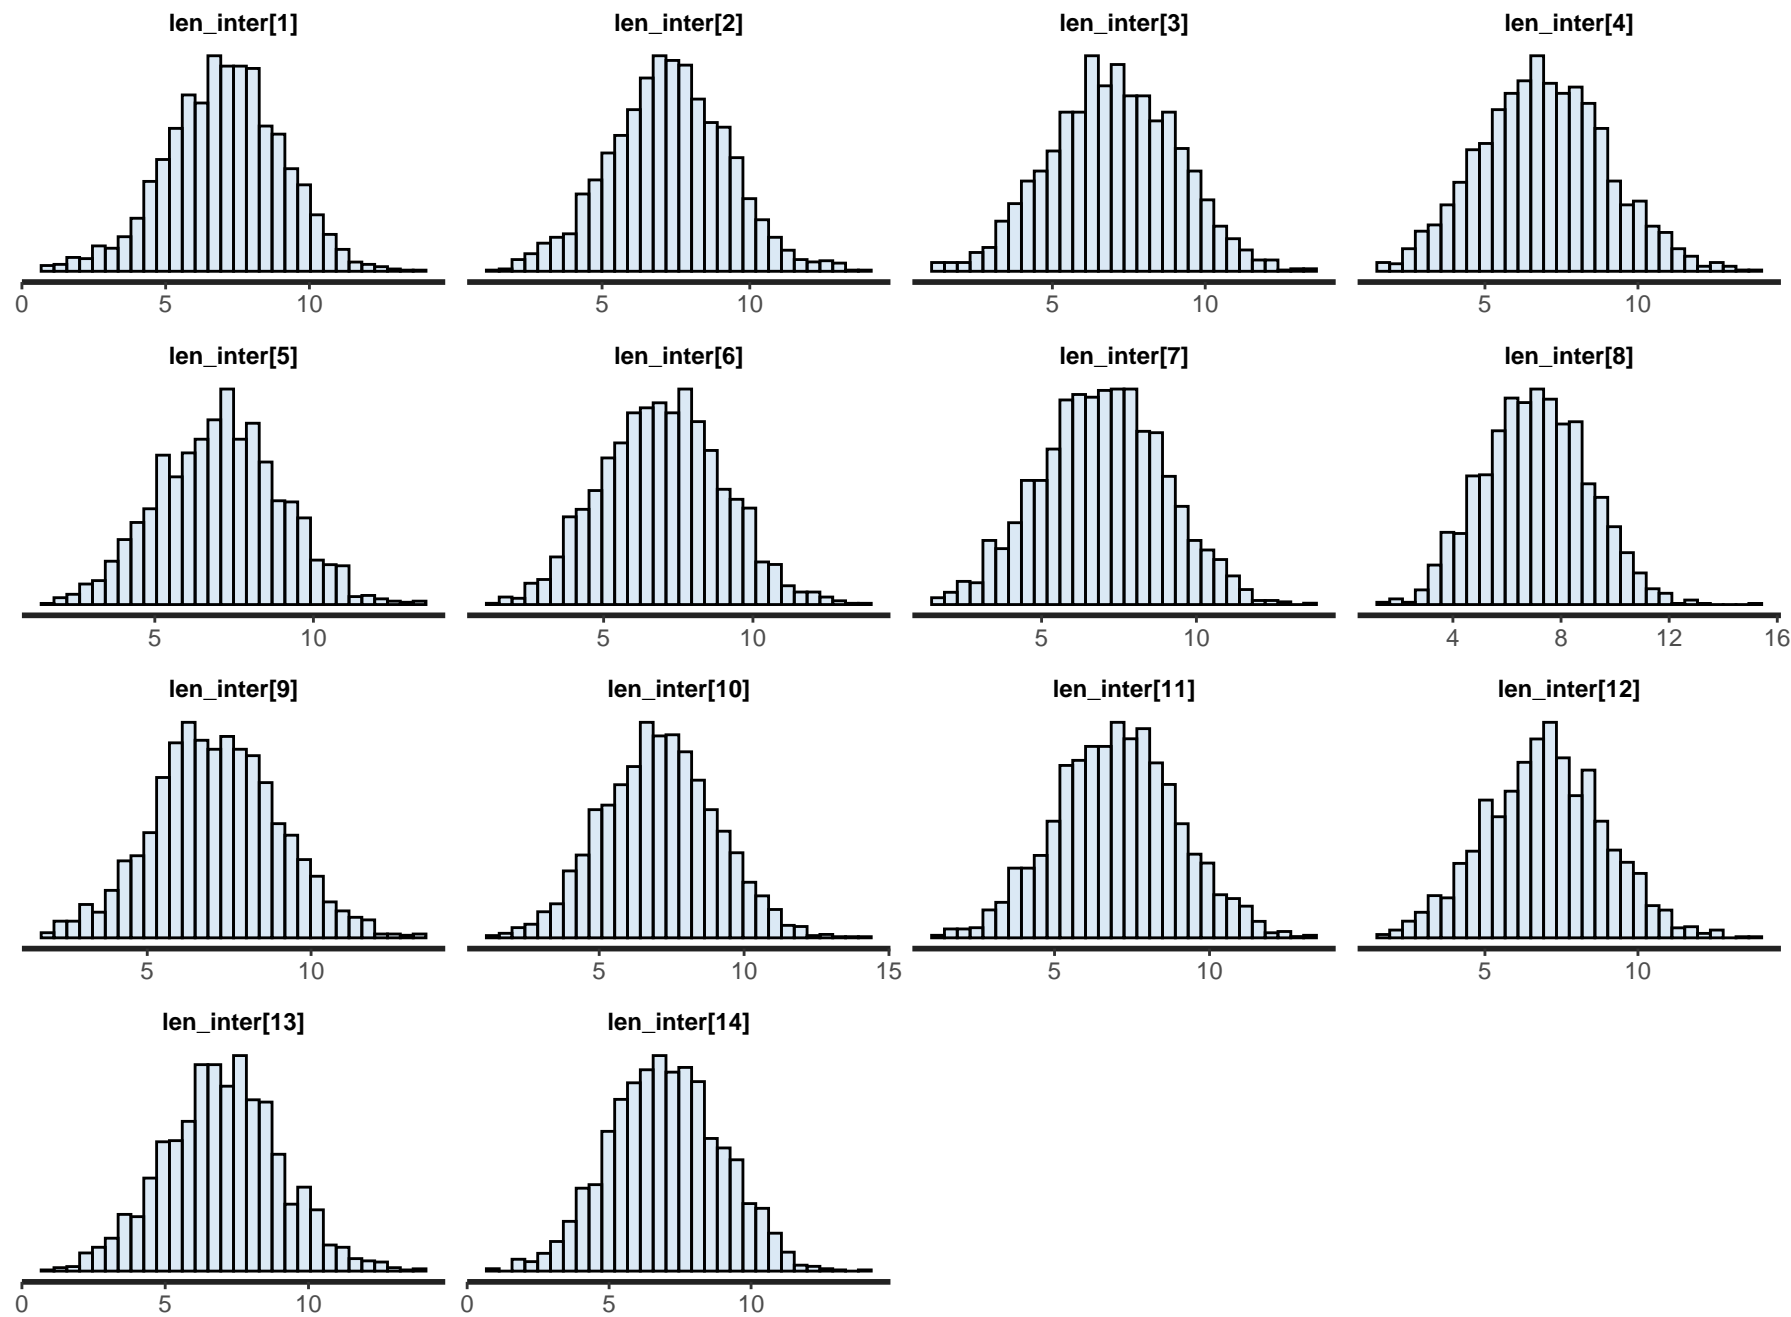 len_inter[1] len_inter[2] len_inter[3] len_inter[4]
0 5 10 5 10 5 10 5 10
len_inter[5] len_inter[6] len_inter[7] len_inter[8]
5 10 5 10 5 10 4 8 12 16
len_inter[9] len_inter[10] len_inter[11] len_inter[12]
5 10 5 10 15 5 10 5 10
len_inter[13] len_inter[14]
0 5 10 0 5 10